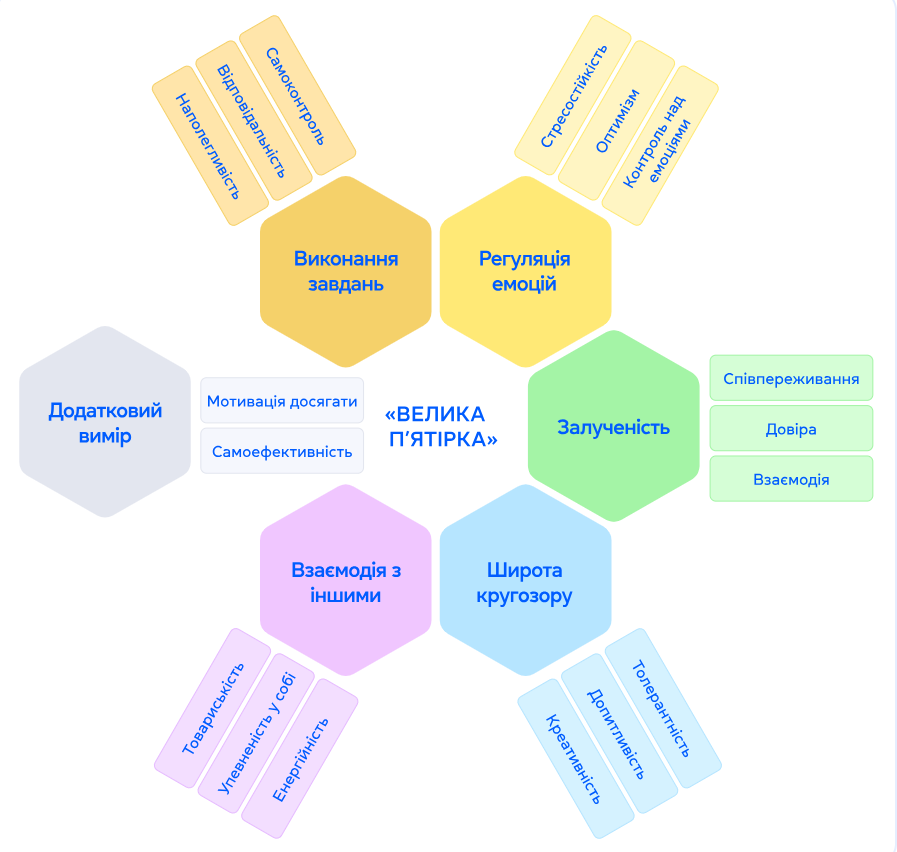 Наполегливість
Відповідальність
Самоконтроль
Стресостійкість
Оптимізм
Контроль над
емоціями
Виконання
завдань
Регуляція
емоцій
Додатковий
вимір
Мотивація досягати
Самоефективність
«ВЕЛИКА
П’ЯТІРКА»
Залученість
Співпереживання
Довіра
Взаємодія
Взаємодія з
іншими
Широта
кругозору
Товариськість
Упевненість у собі
Енергійність
Креативність
Допитливість
Толерантність